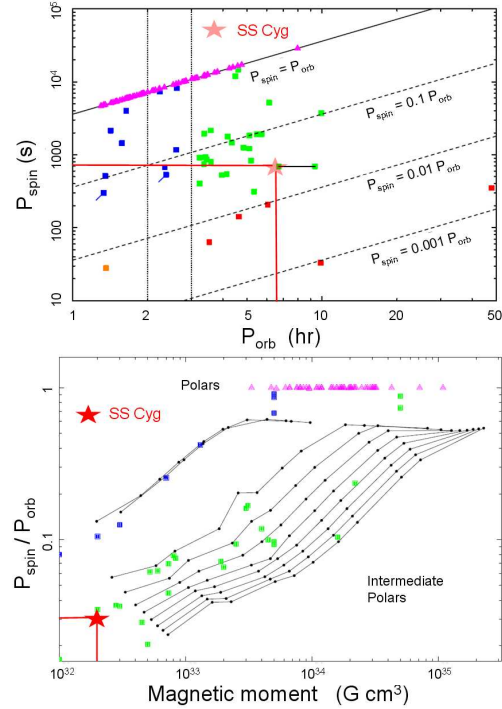 10⁵
SS Cyg
10⁴
1000
100
10
P_spin (s)
P_spin = P_orb
P_spin = 0.1 P_orb
P_spin = 0.01 P_orb
P_spin = 0.001 P_orb
1 2 5 10 20 50
P_orb (hr)
Polars
SS Cyg
1
0.1
P_spin / P_orb
Intermediate
Polars
10³² 10³³ 10³⁴ 10³⁵
Magnetic moment (G cm³)